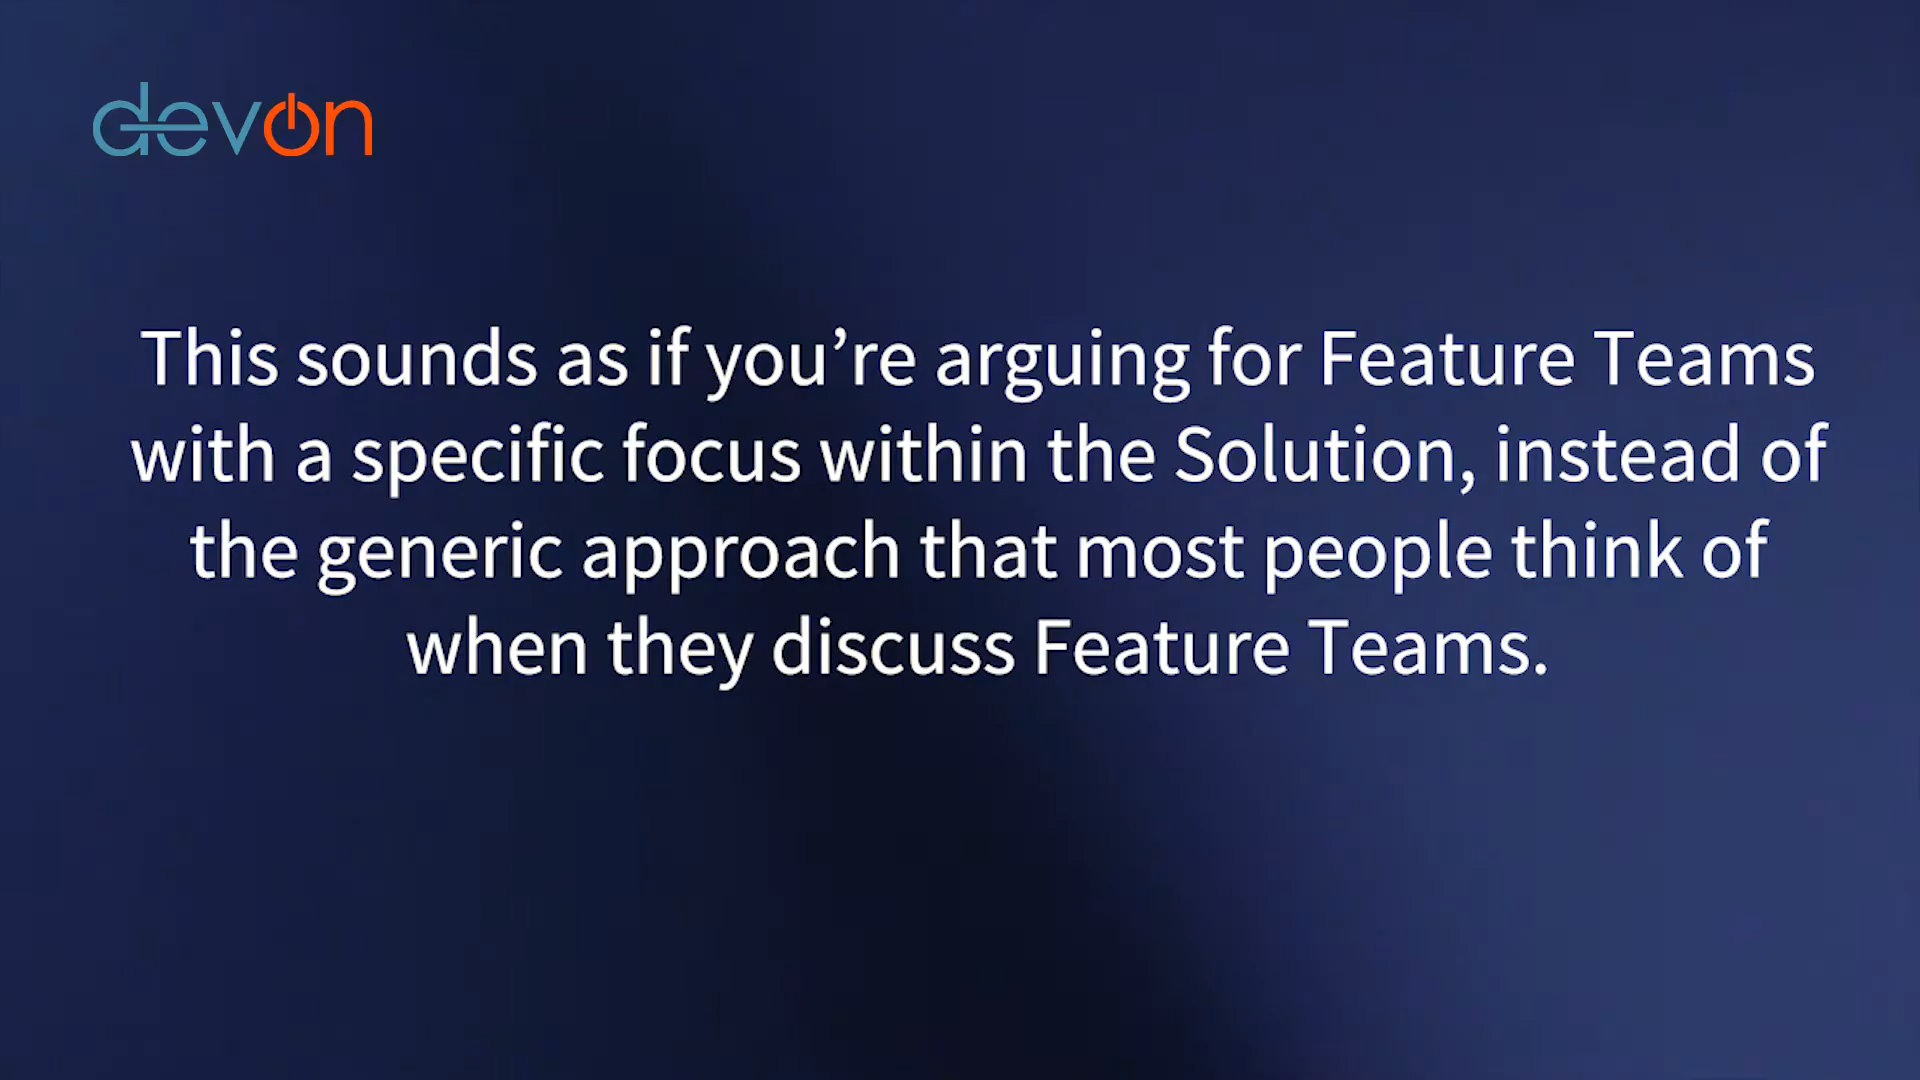 devon
This sounds as if you’re arguing for Feature Teams
with a specific focus within the Solution, instead of
the generic approach that most people think of
when they discuss Feature Teams.